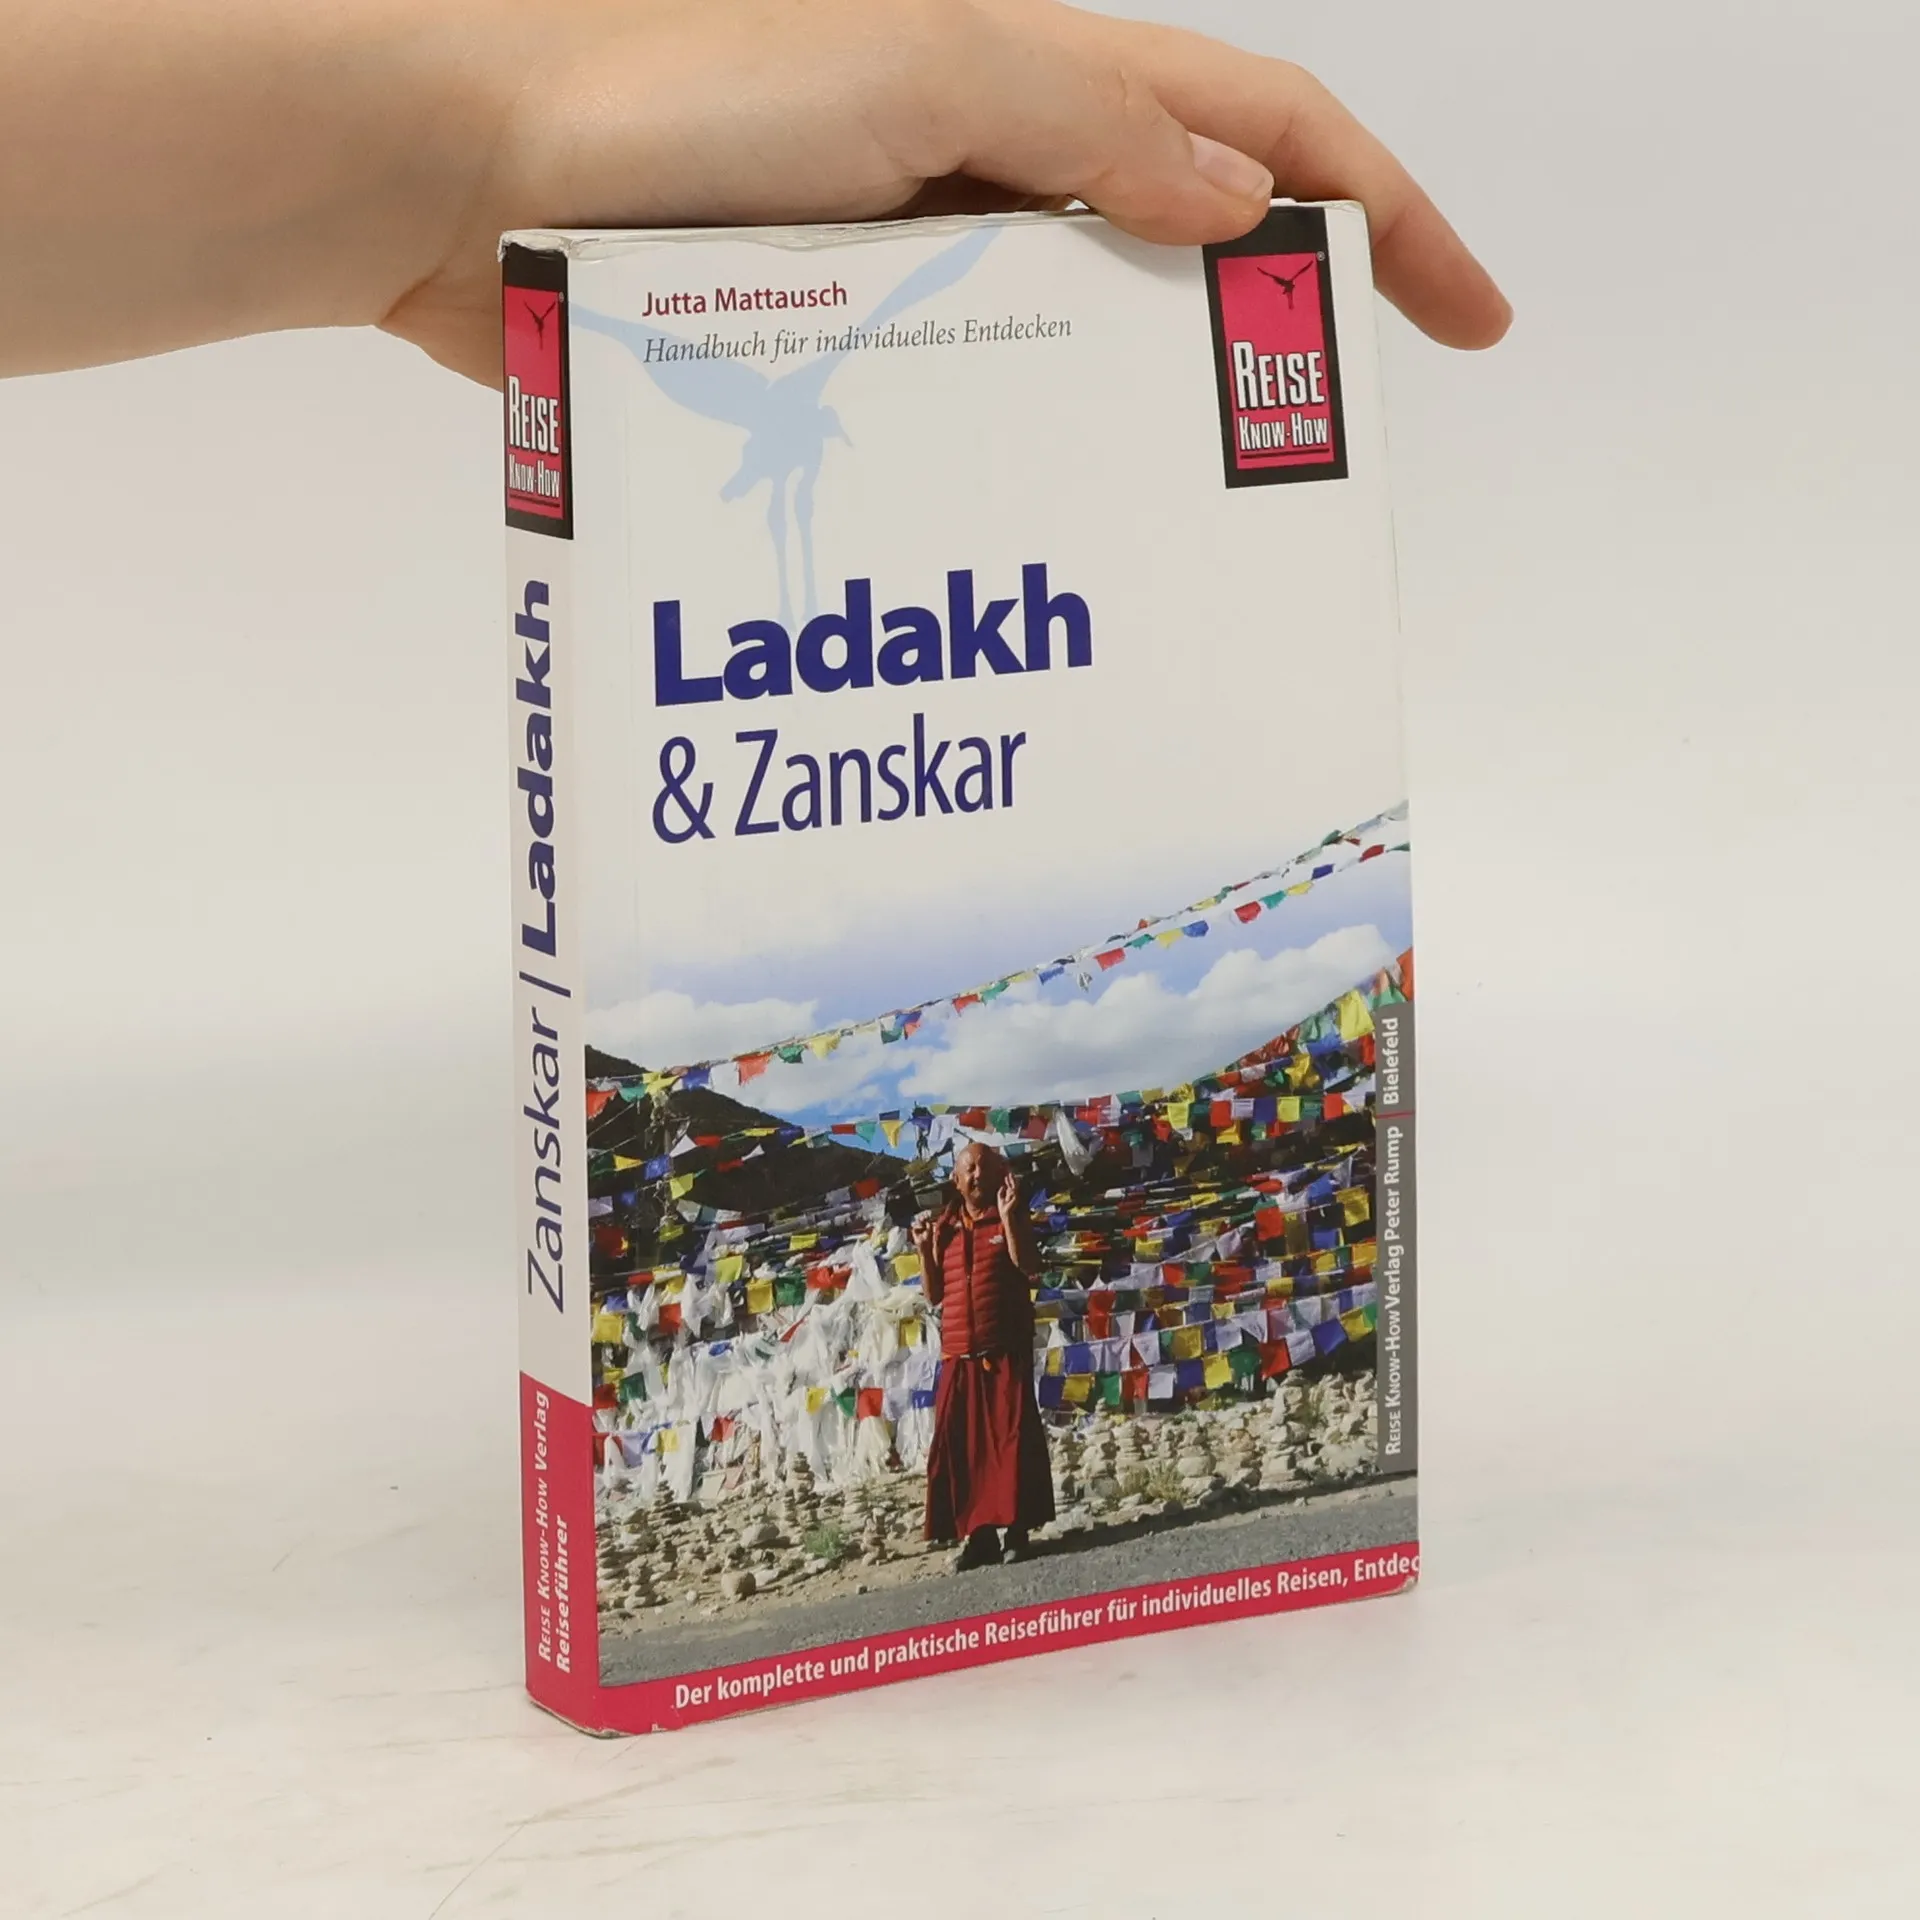 Jutta Mattausch
Handbuch für individuelles Entdecken
REISE
KNOW-HOW
®
Ladakh
& Zanskar
REISE KNOW-HOW Verlag Peter Rump | Bielefeld
Der komplette und praktische Reiseführer für individuelles Reisen, Entdec
REISE
KNOW-HOW
®
Zanskar | Ladakh
REISE KNOW-HOW Verlag
Reiseführer